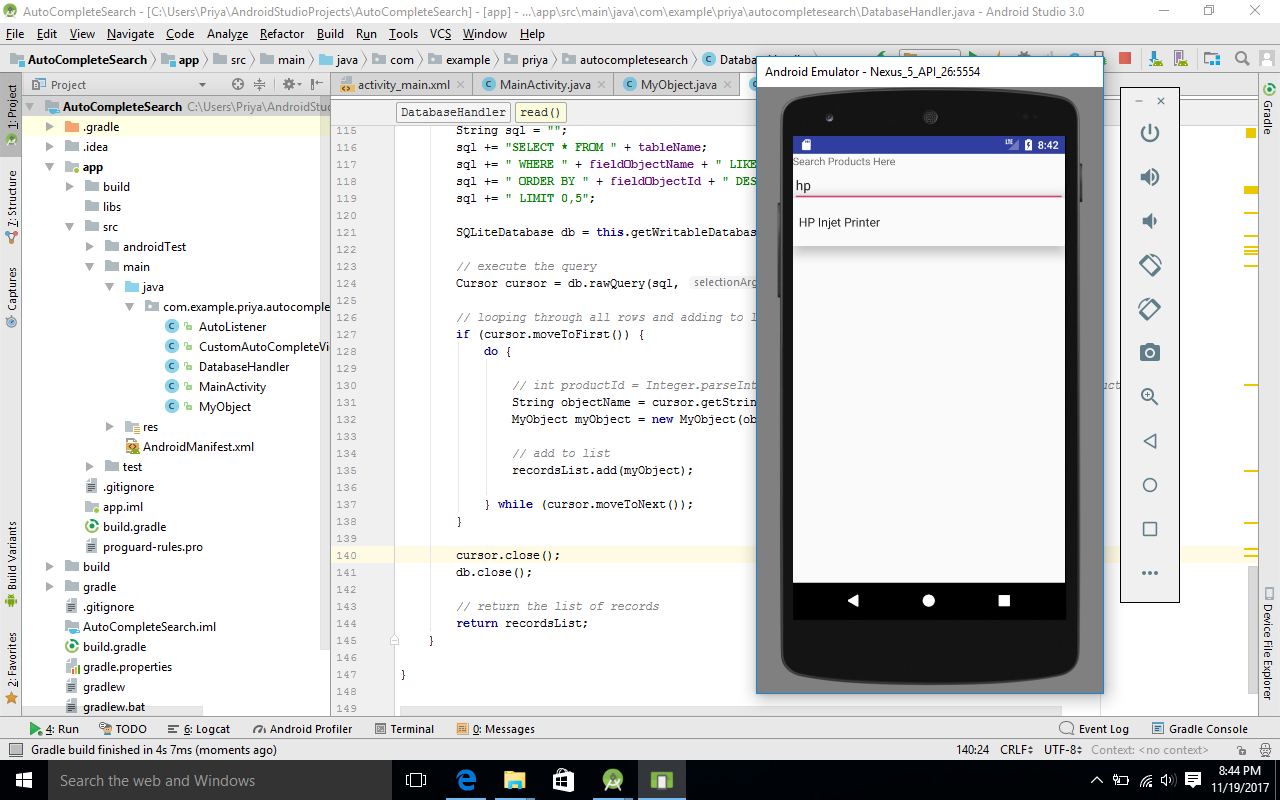 AutoCompleteSearch - [C:\Users\Priya\AndroidStudioProjects\AutoCompleteSearch] - [app] - ...\app\src\main\java\com\example\priya\autocompletesearch\DatabaseHandler.java - Android Studio 3.0
File Edit View Navigate Code Analyze Refactor Build Run Tools VCS Window Help
AutoCompleteSearch app src main java com example priya autocompletesearch
Project
activity_main.xml MainActivity.java MyObject.java
1: Project
7: Structure
Captures
Build Variants
2: Favorites
AutoCompleteSearch C:\Users\Priya\AndroidStu
.gradle
.idea
app
build
libs
src
androidTest
main
java
com.example.priya.autocomple
AutoListener
CustomAutoCompleteVi
DatabaseHandler
MainActivity
MyObject
res
AndroidManifest.xml
test
.gitignore
app.iml
build.gradle
proguard-rules.pro
build
gradle
.gitignore
AutoCompleteSearch.iml
build.gradle
gradle.properties
gradlew
gradlew.bat
DatabaseHandler read()
115 String sql = "";
116 sql += "SELECT * FROM " + tableName;
117 sql += " WHERE " + fieldObjectName + " LIKE
118 sql += " ORDER BY " + fieldObjectId + " DES
119 sql += " LIMIT 0,5";
120
121 SQLiteDatabase db = this.getWritableDatabas
122
123 // execute the query
124 Cursor cursor = db.rawQuery(sql, selectionArg
125
126 // looping through all rows and adding to l
127 if (cursor.moveToFirst()) {
128 do {
129
130 // int productId = Integer.parseInt
131 String objectName = cursor.getStrin
132 MyObject myObject = new MyObject(ob
133
134 // add to list
135 recordsList.add(myObject);
136
137 } while (cursor.moveToNext());
138 }
139
140 cursor.close();
141 db.close();
142
143 // return the list of records
144 return recordsList;
145 }
146
147 }
148
149
Android Emulator - Nexus_5_API_26:5554
LTE 8:42
Search Products Here
hp
HP Injet Printer
Gradle
Device File Explorer
4: Run TODO 6: Logcat Android Profiler Terminal 0: Messages Event Log Gradle Console
Gradle build finished in 4s 7ms (moments ago) 140:24 CRLF UTF-8 Context: <no context>
Search the web and Windows
8:44 PM
11/19/2017